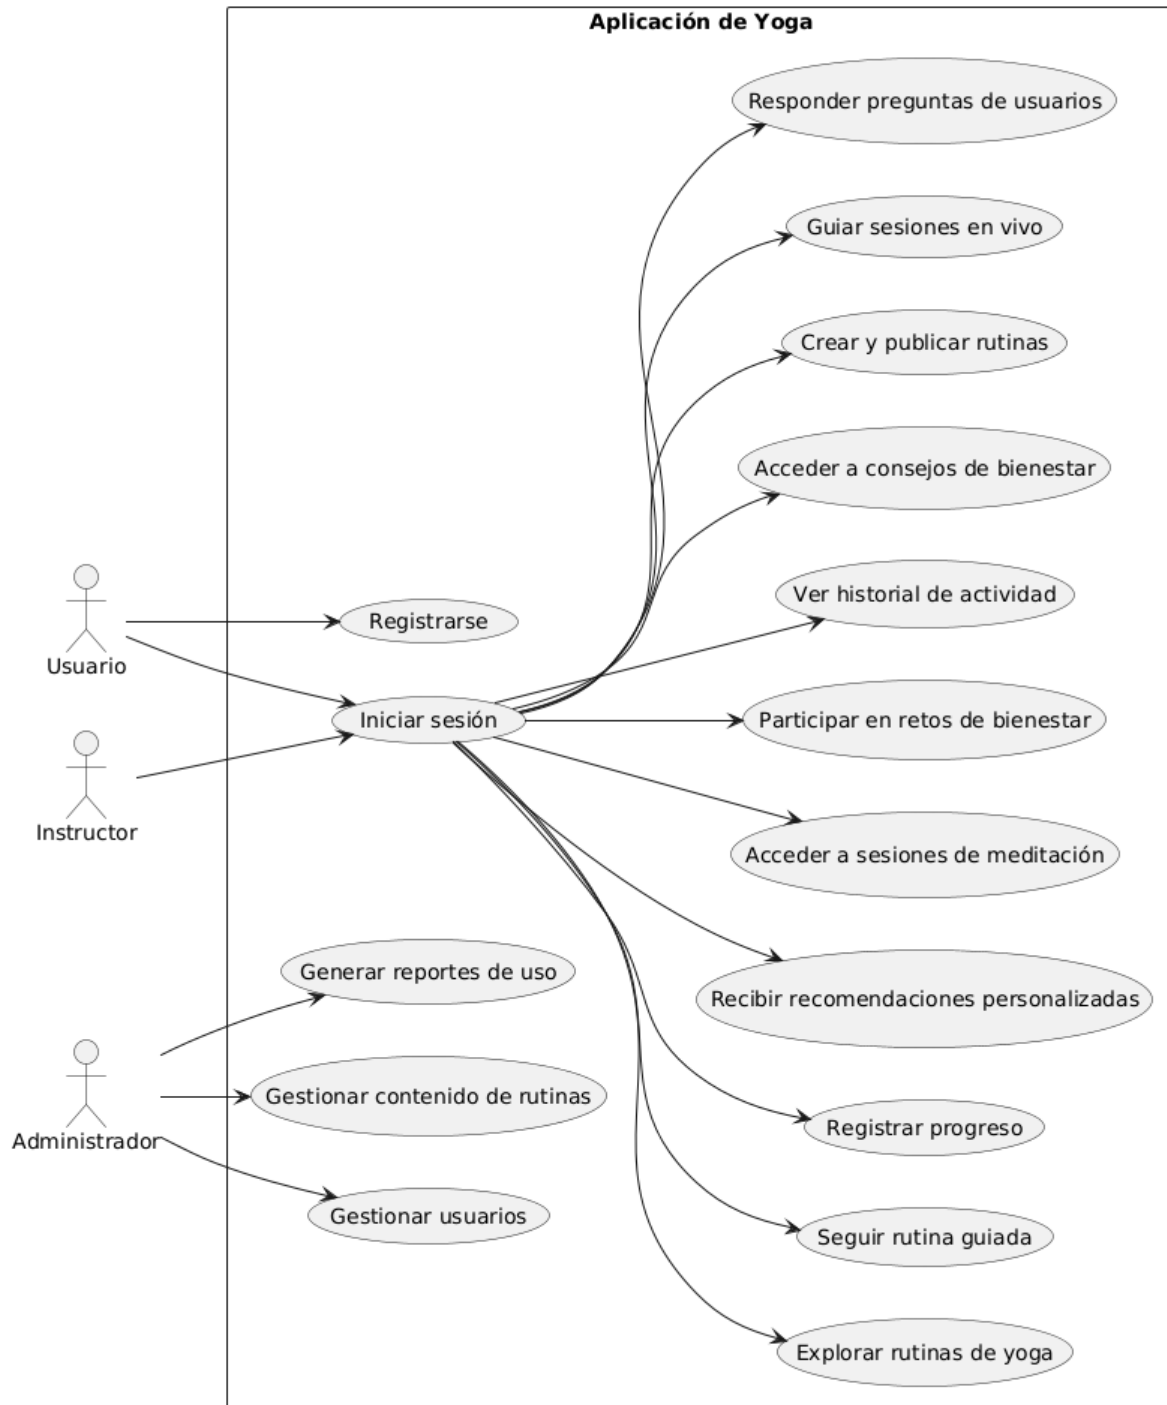 Aplicación de Yoga
Responder preguntas de usuarios
Guiar sesiones en vivo
Crear y publicar rutinas
Acceder a consejos de bienestar
Ver historial de actividad
Registrarse
Usuario
Iniciar sesión
Participar en retos de bienestar
Instructor
Acceder a sesiones de meditación
Generar reportes de uso
Recibir recomendaciones personalizadas
Gestionar contenido de rutinas
Registrar progreso
Administrador
Gestionar usuarios
Seguir rutina guiada
Explorar rutinas de yoga